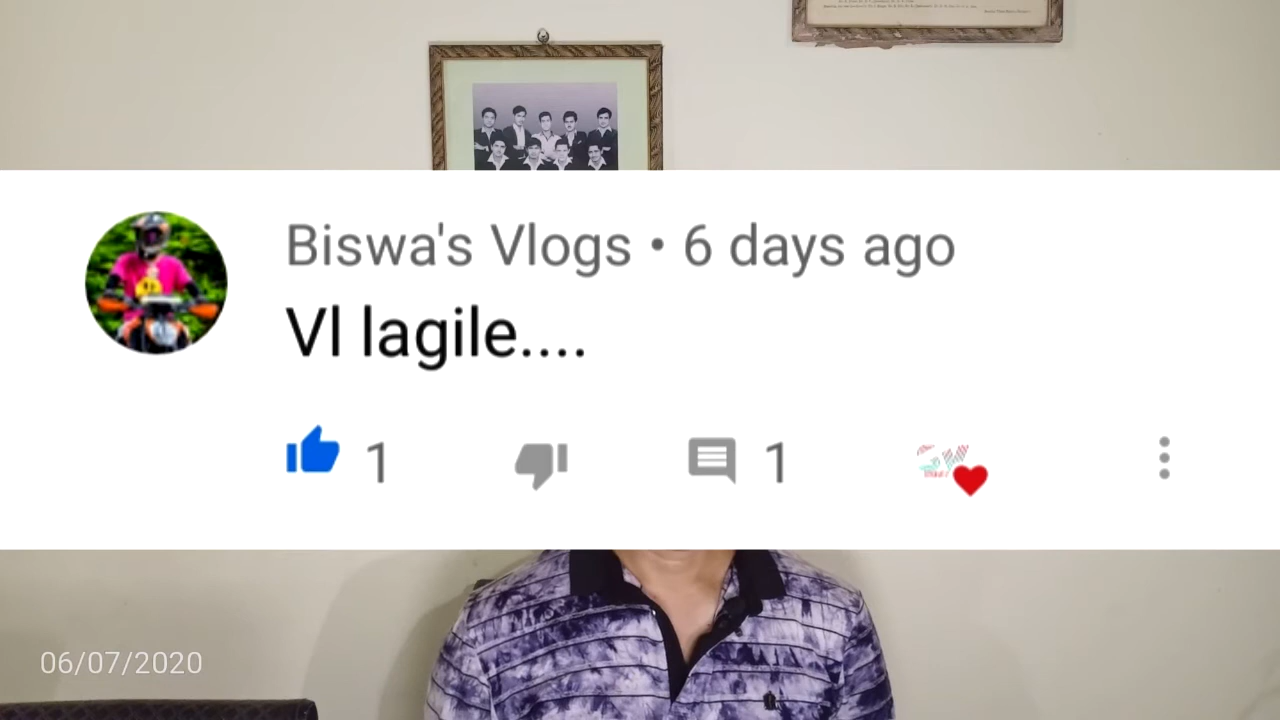 Biswa's Vlogs • 6 days ago
Vl lagile....
1
1
06/07/2020